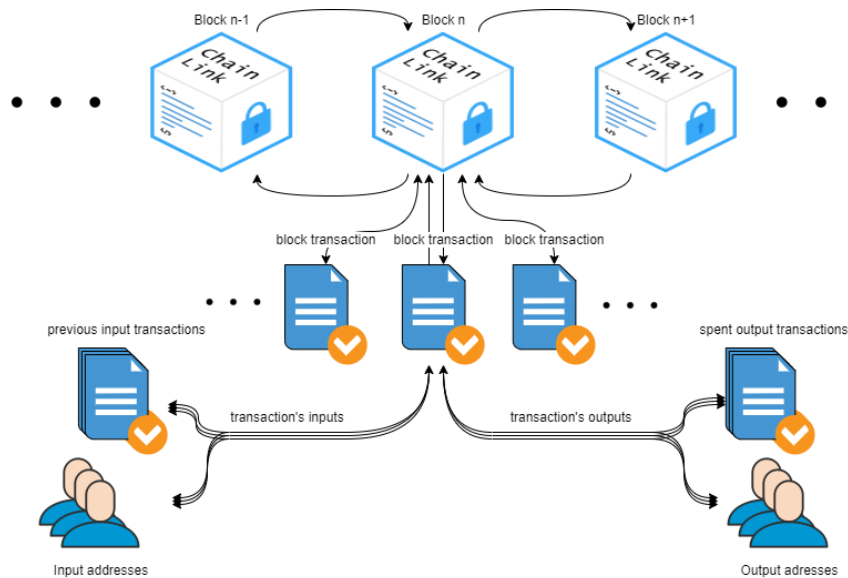 Block n-1
Block n
Block n+1
Chain
Link
Chain
Link
Chain
Link
block transaction
block transaction
block transaction
previous input transactions
spent output transactions
transaction's inputs
transaction's outputs
Input addresses
Output adresses